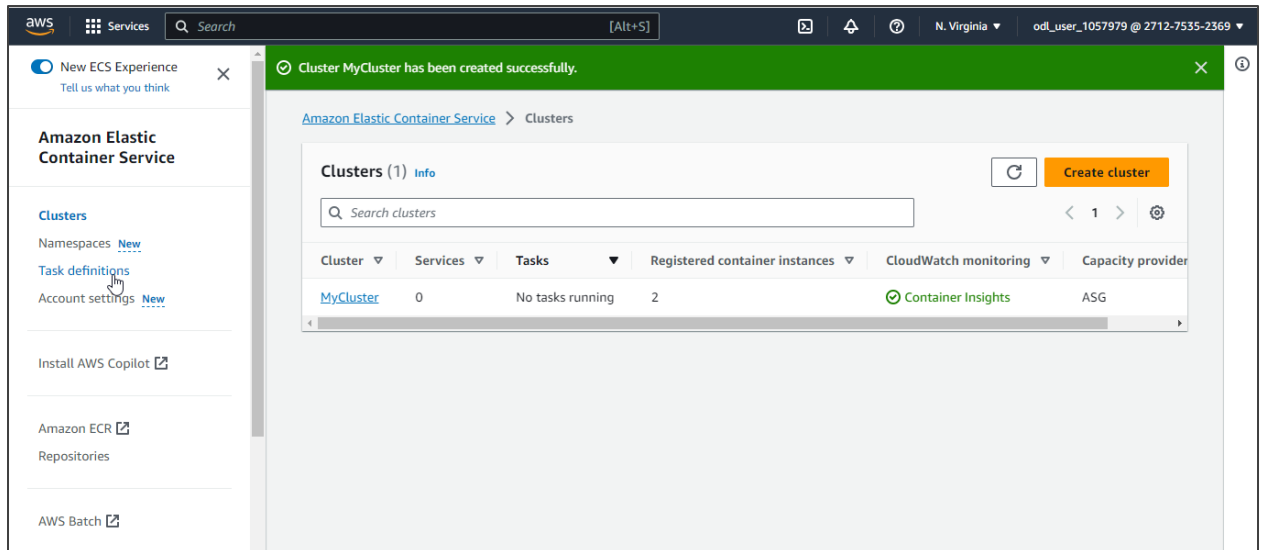 aws
Services
Search
[Alt+S]
N. Virginia
odl_user_1057979 @ 2712-7535-2369
New ECS Experience
Tell us what you think
Amazon Elastic
Container Service
Clusters
Namespaces New
Task definitions
Account settings New
Install AWS Copilot
Amazon ECR
Repositories
AWS Batch
Cluster MyCluster has been created successfully.
Amazon Elastic Container Service > Clusters
Clusters (1) Info
Create cluster
Search clusters
1
Cluster Services Tasks Registered container instances CloudWatch monitoring Capacity provider
MyCluster 0 No tasks running 2 Container Insights ASG